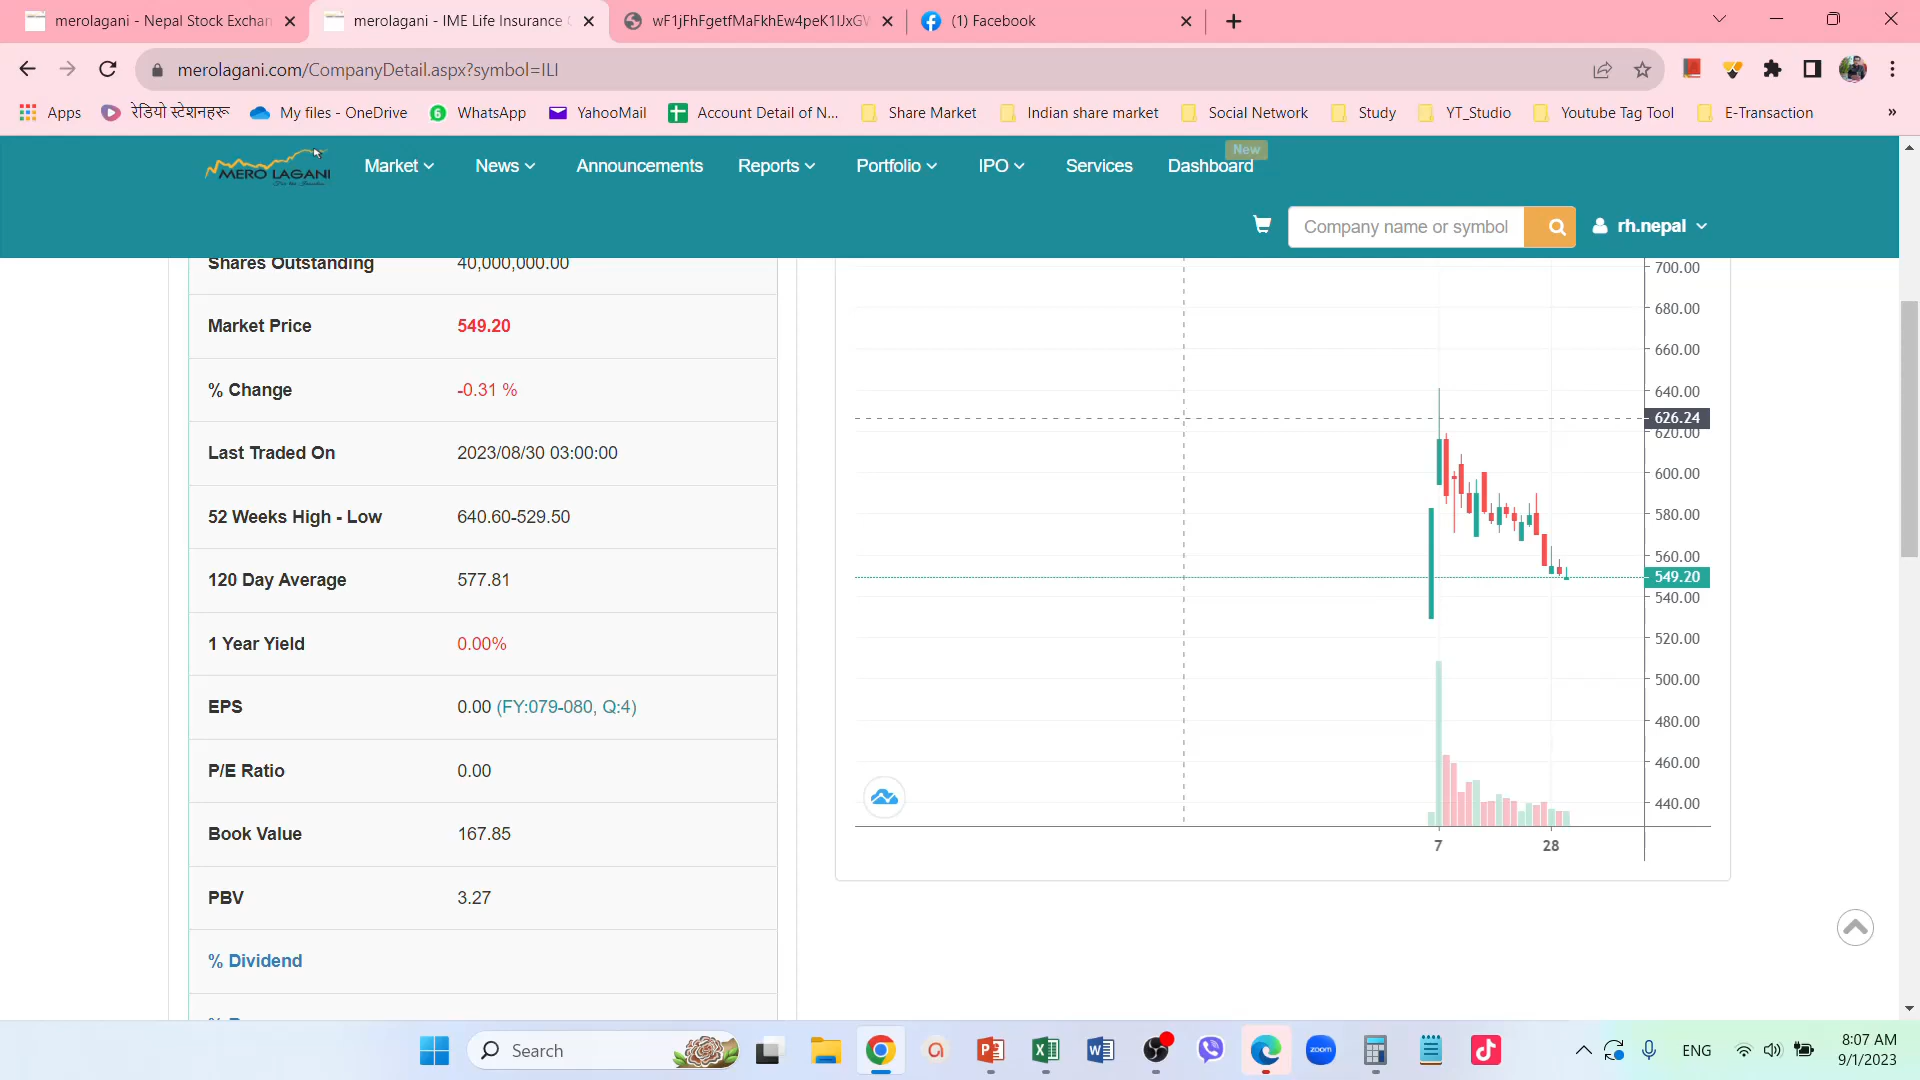 merolagani - Nepal Stock Exchan
merolagani - IME Life Insurance
wF1jFhFgetfMaFkhEw4peK1IJxG
(1) Facebook
merolagani.com/CompanyDetail.aspx?symbol=ILI
Apps
रेडियो स्टेशनहरू
My files - OneDrive
6 WhatsApp
YahooMail
Account Detail of N...
Share Market
Indian share market
Social Network
Study
YT_Studio
Youtube Tag Tool
E-Transaction
»
MERO LAGANI
Market
News
Announcements
Reports
Portfolio
IPO
Services
Dashboard
New
Company name or symbol
rh.nepal
Shares Outstanding 40,000,000.00
Market Price 549.20
% Change -0.31 %
Last Traded On 2023/08/30 03:00:00
52 Weeks High - Low 640.60-529.50
120 Day Average 577.81
1 Year Yield 0.00%
EPS 0.00 (FY:079-080, Q:4)
P/E Ratio 0.00
Book Value 167.85
PBV 3.27
% Dividend
700.00
680.00
660.00
640.00
626.24
620.00
600.00
580.00
560.00
549.20
540.00
520.00
500.00
480.00
460.00
440.00
7 28
Search
zoom
ENG
8:07 AM
9/1/2023